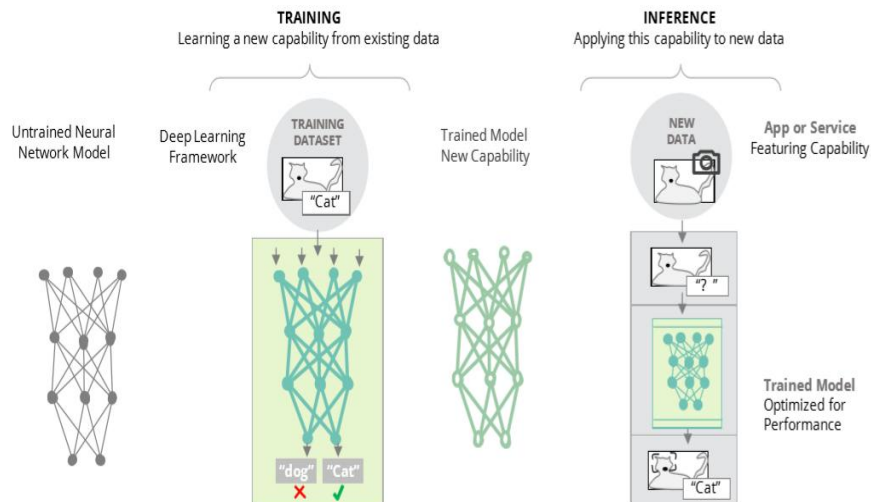 TRAINING
Learning a new capability from existing data
INFERENCE
Applying this capability to new data
Untrained Neural
Network Model
Deep Learning
Framework
TRAINING
DATASET
"Cat"
Trained Model
New Capability
NEW
DATA
App or Service
Featuring Capability
"? "
Trained Model
Optimized for
Performance
"dog"
"Cat"
"Cat"